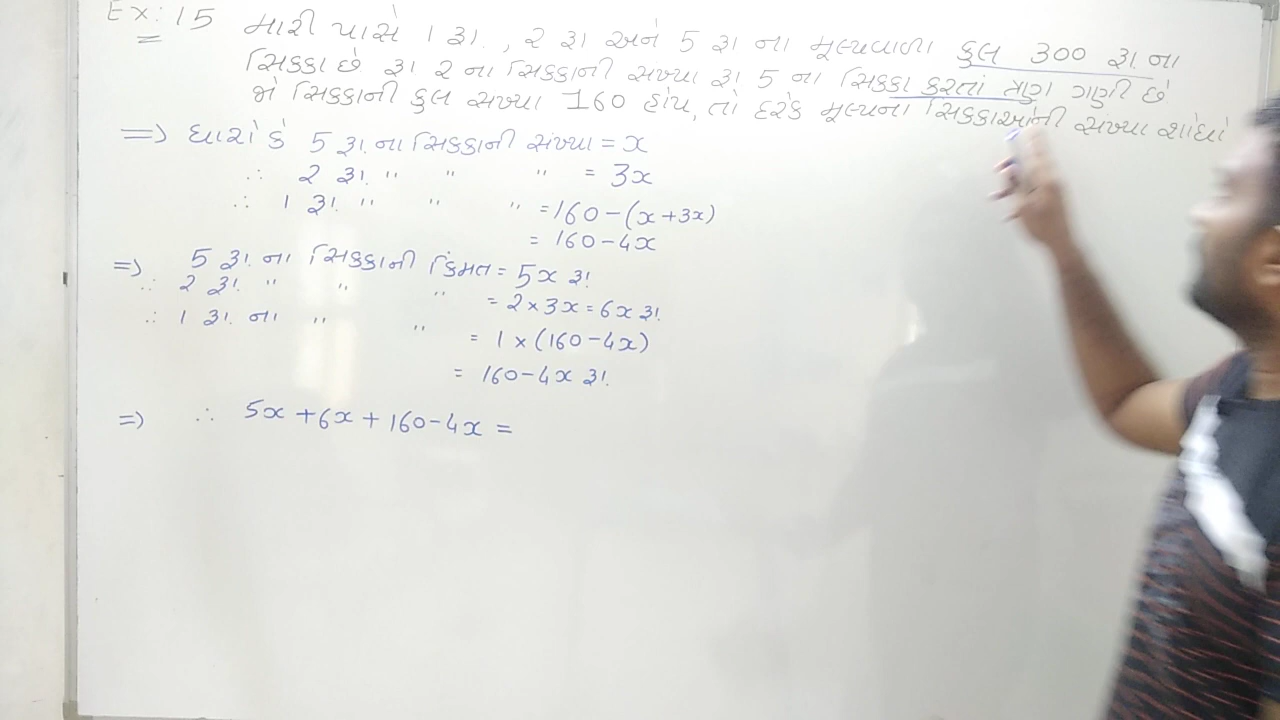 Ex: 15 મારી પાસે 1 રૂા., 2 રૂા અને 5 રૂા ના મૂલ્યવાળા કુલ 300 રૂા ના
સિક્કા છે રૂા 2 ના સિક્કાની સંખ્યા રૂા 5 ના સિક્કા કરતાં ત્રણ ગણી છે
જો સિક્કાની કુલ સંખ્યા 160 હોય, તો દરેક મૂલ્યના સિક્કાઓની સંખ્યા શોધો
=> ધારો કે 5 રૂા. ના સિક્કાની સંખ્યા = x
∴ 2 રૂા. " " " = 3x
∴ 1 રૂા. " " " = 160 - (x + 3x)
= 160 - 4x
=> 5 રૂા. ના સિક્કાની કિંમત = 5x રૂા.
∴ 2 રૂા. " " " = 2 × 3x = 6x રૂા.
∴ 1 રૂા. ના " " = 1 × (160 - 4x)
= 160 - 4x રૂા.
=> ∴ 5x + 6x + 160 - 4x =